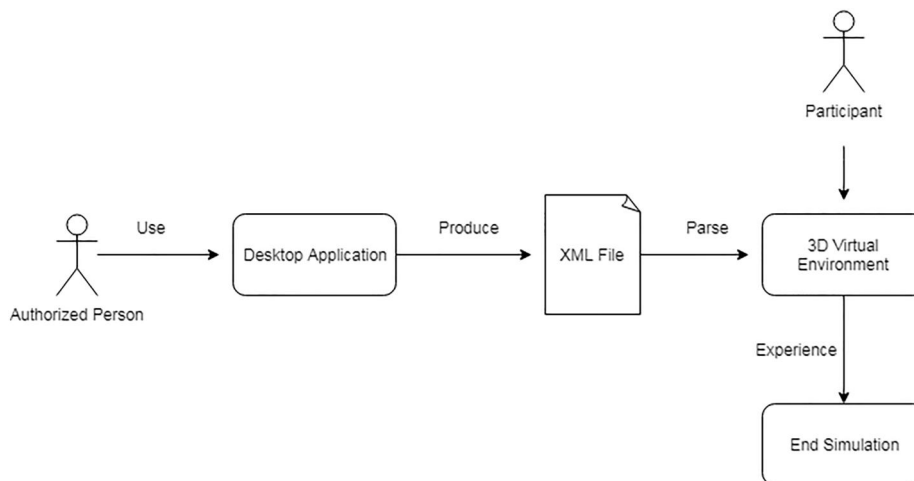 Participant
Use
Produce
Parse
Desktop Application
XML File
3D Virtual
Environment
Authorized Person
Experience
End Simulation